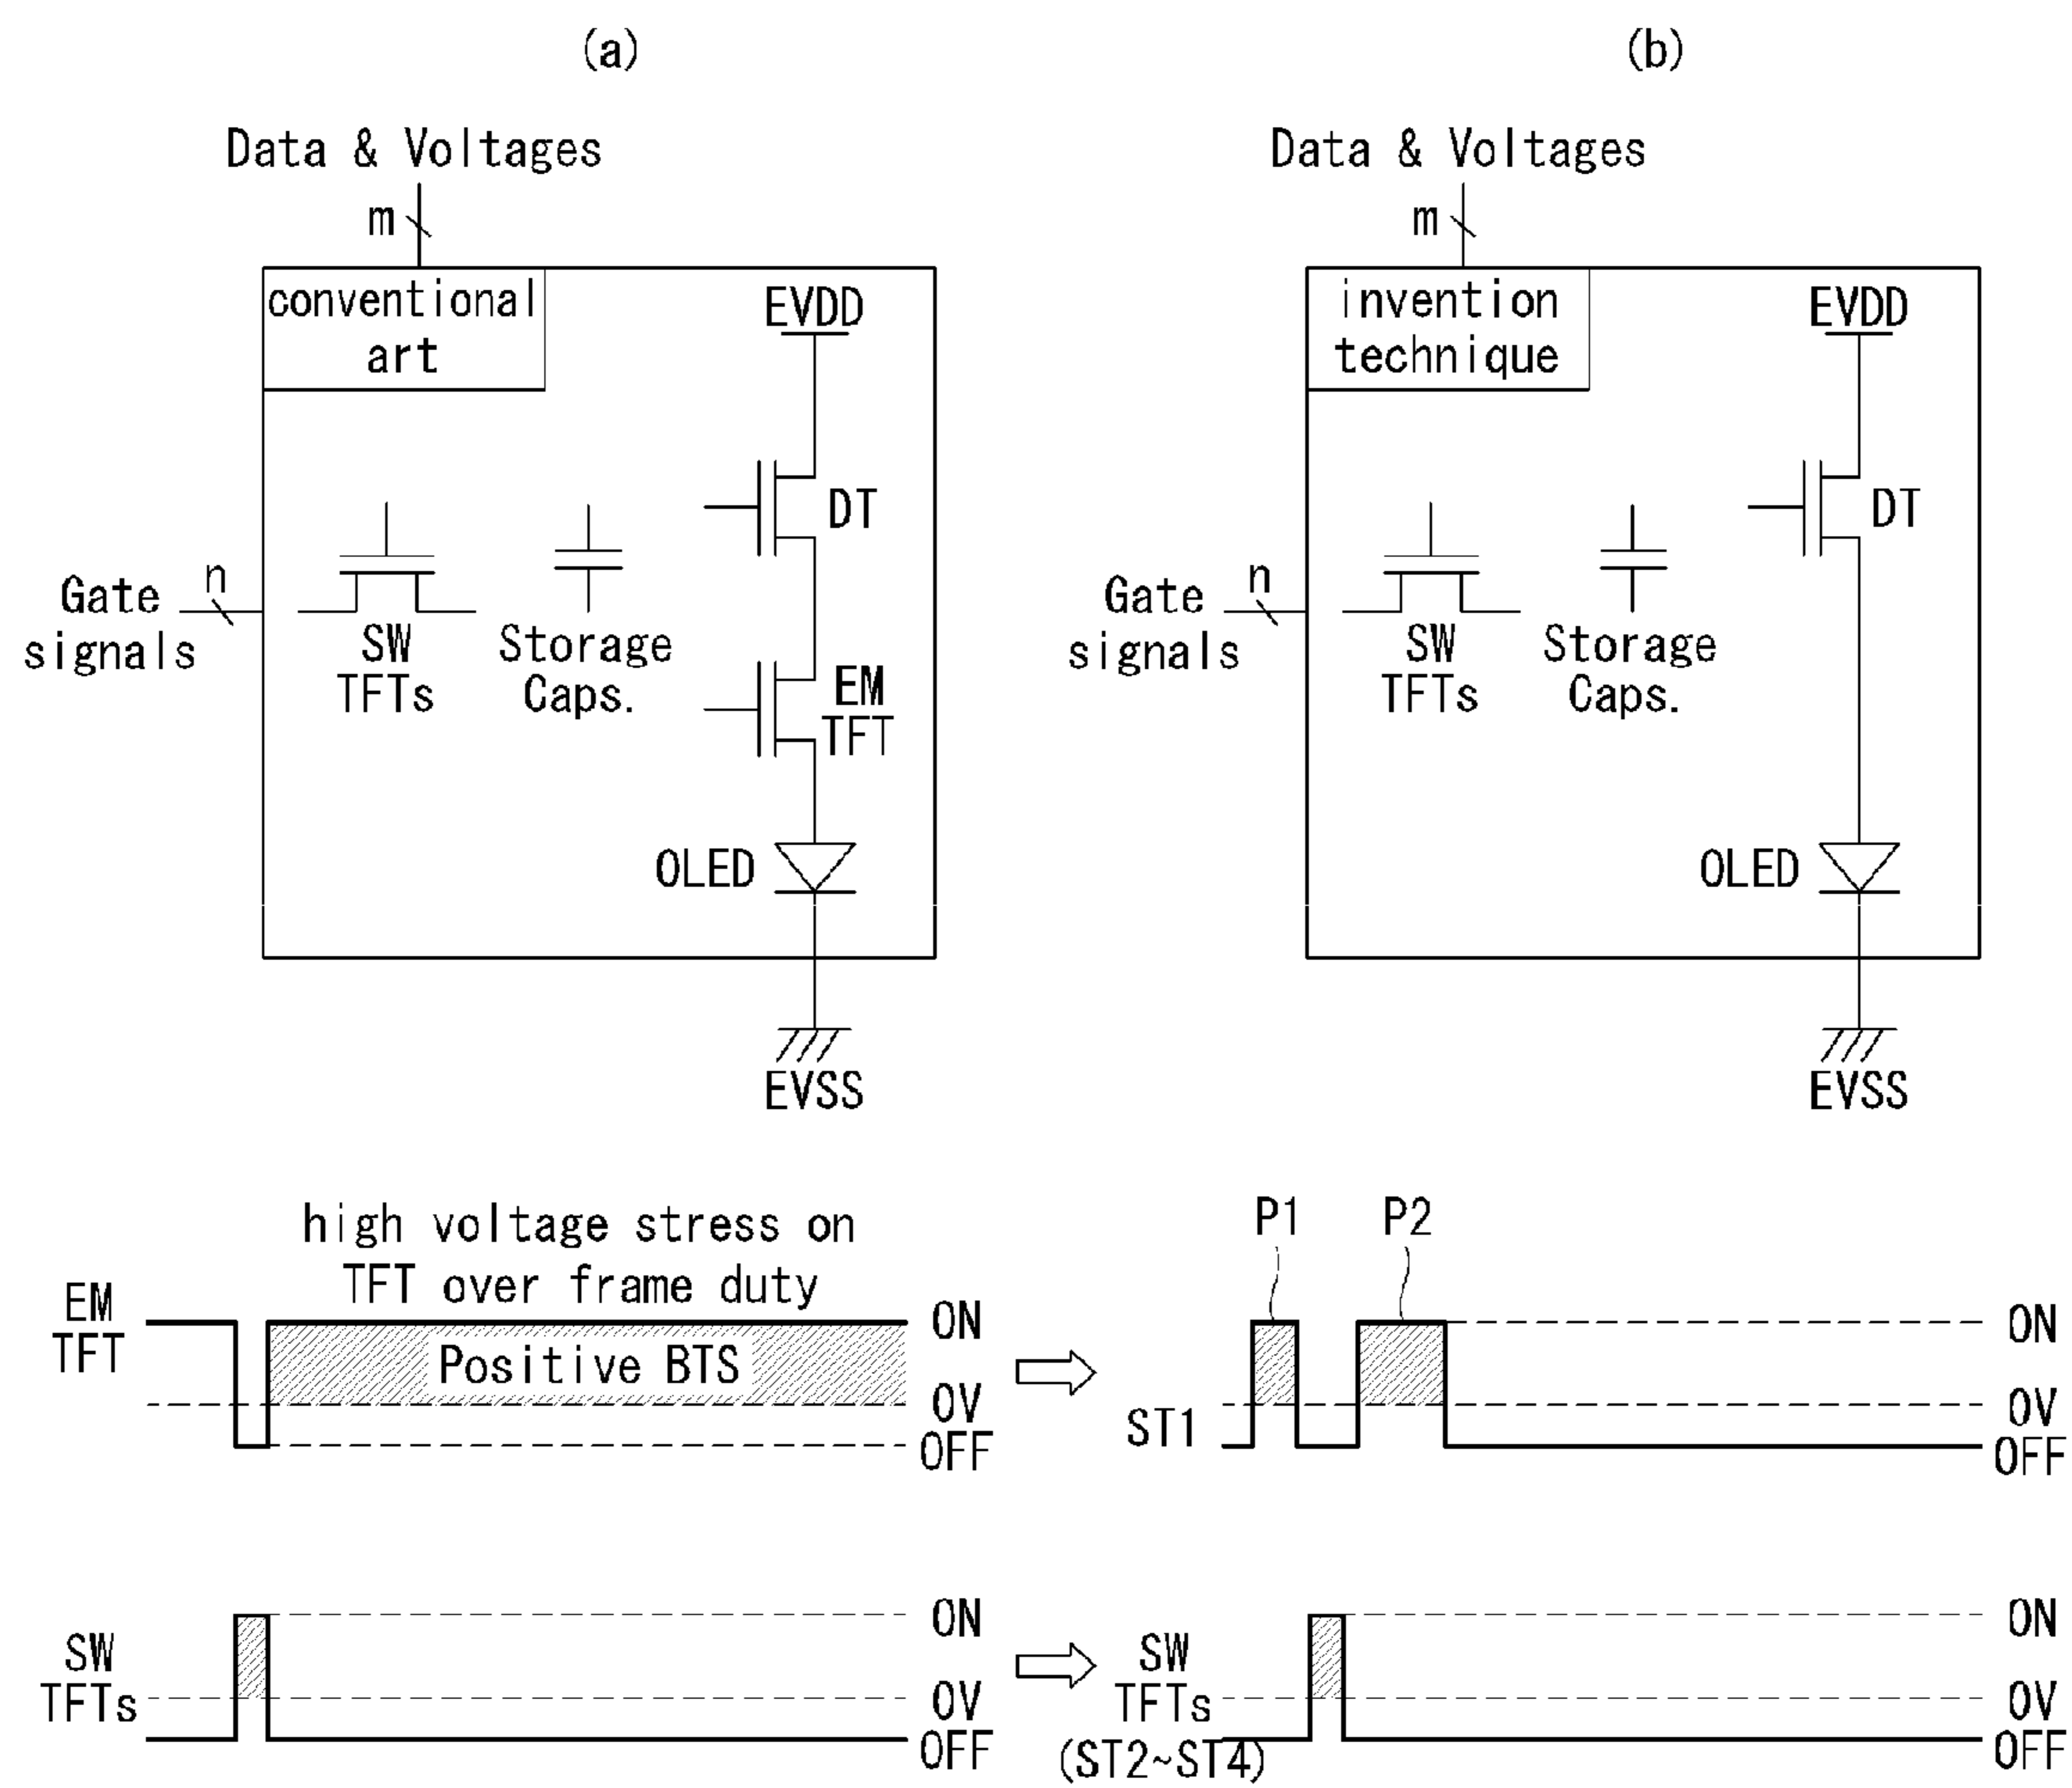 (a)
Data & Voltages
m
conventional
art
EVDD
DT
n
Gate
signals
SW
TFTs
Storage
Caps.
EM
TFT
OLED
EVSS
(b)
Data & Voltages
m
invention
technique
EVDD
DT
n
Gate
signals
SW
TFTs
Storage
Caps.
OLED
EVSS
high voltage stress on
TFT over frame duty
EM
TFT
Positive BTS
ON
0V
OFF
P1
P2
ST1
ON
0V
OFF
SW
TFTs
ON
0V
OFF
SW
TFTs
(ST2~ST4)
ON
0V
OFF